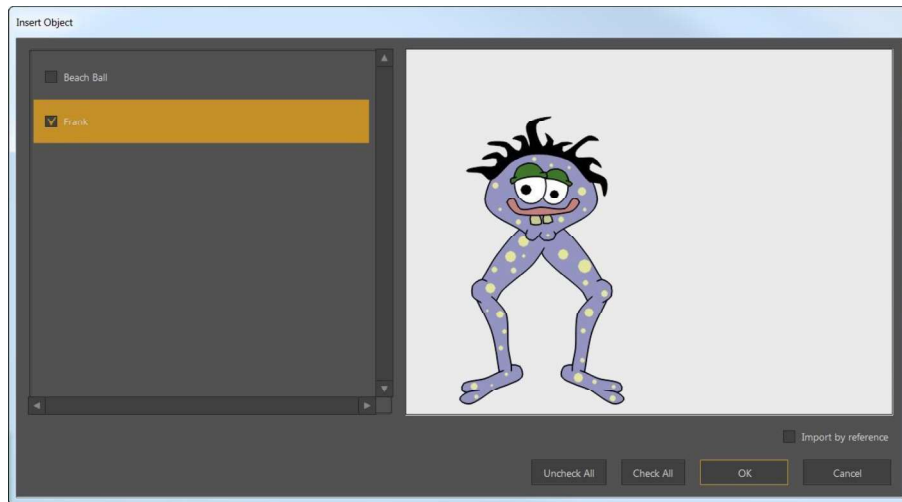 Insert Object
Beach Ball
Frank
Import by reference
Uncheck All
Check All
OK
Cancel